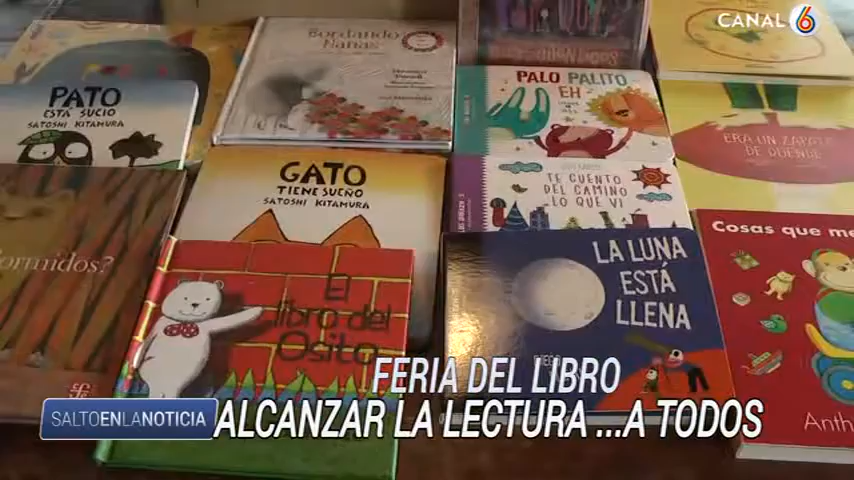 CANAL 6
Bordando
Nanas
PATO
ESTÁ SUCIO
SATOSHI KITAMURA
PALO PALITO
EH
ERA UN ZAPATO
DE DUENDE
GATO
TIENE SUEÑO
SATOSHI KITAMURA
TE CUENTO
DEL CAMINO
LO QUE VI
ormidos?
El
libro del
Osito
LA LUNA
ESTÁ
LLENA
Cosas que me
Anth
FERIA DEL LIBRO
SALTOENLANOTICIA
ALCANZAR LA LECTURA ...A TODOS